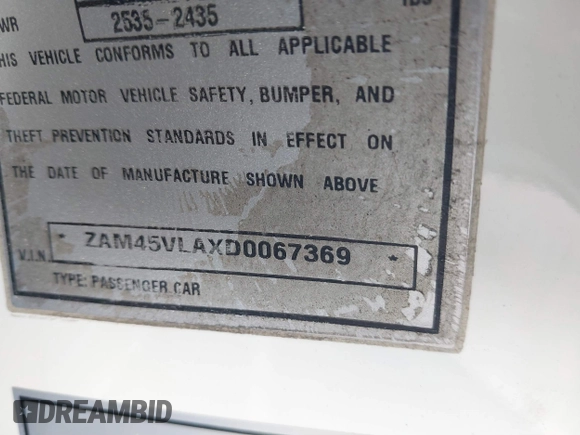 WR 2535-2435
THIS VEHICLE CONFORMS TO ALL APPLICABLE
FEDERAL MOTOR VEHICLE SAFETY, BUMPER, AND
THEFT PREVENTION STANDARDS IN EFFECT ON
THE DATE OF MANUFACTURE SHOWN ABOVE
V.I.N. * ZAM45VLAXD0067369 *
TYPE: PASSENGER CAR
DREAMBID